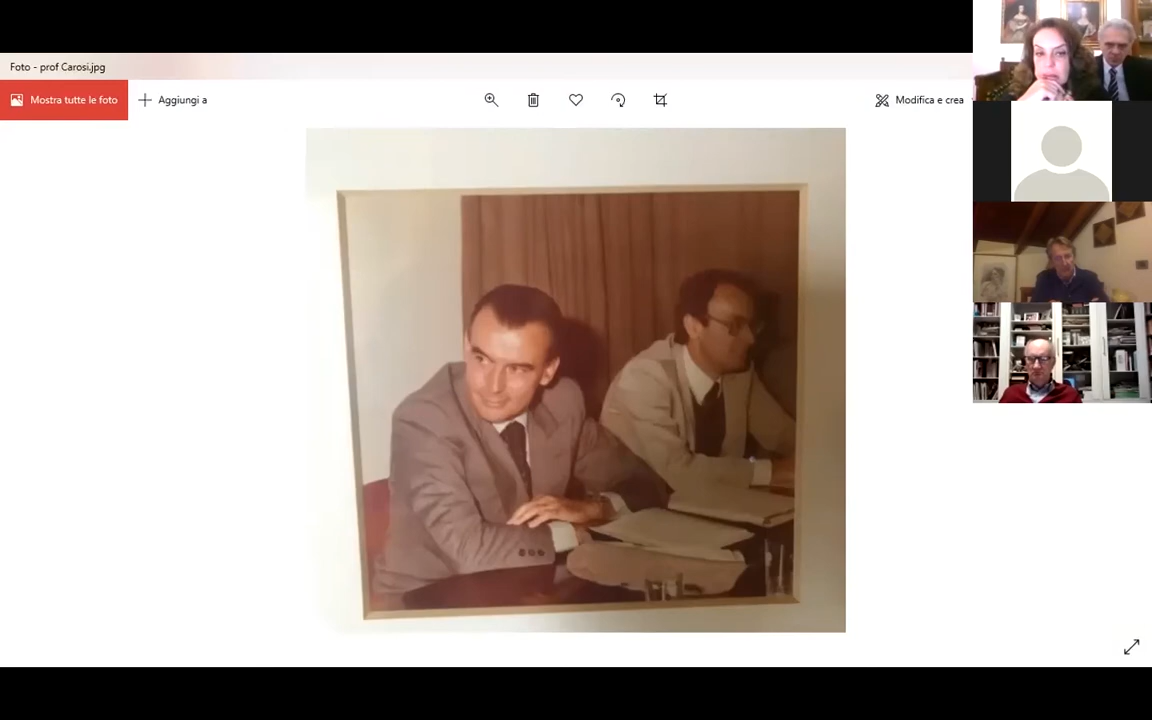 Foto - prof Carosi.jpg
Mostra tutte le foto
Aggiungi a
Modifica e crea